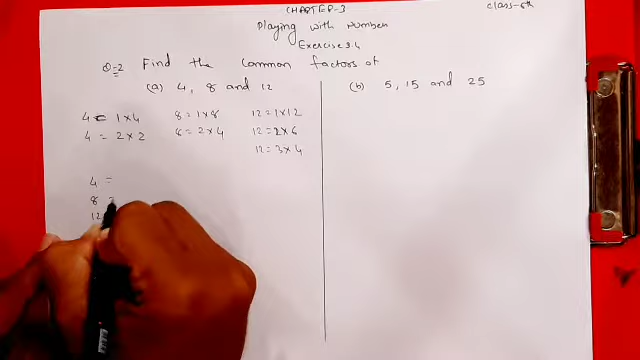 CHAPTER-3
class-6th
Playing with Number
Exercise 3.4
Q=2 Find the common factors of
(a) 4, 8 and 12
(b) 5, 15 and 25
4 = 1×4
8 = 1×8
12 = 1×12
4 = 2×2
8 = 2×4
12 = 2×6
12 = 3×4
4 =
8 =
12